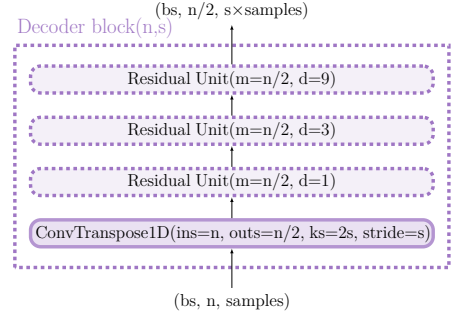 (bs, n/2, s×samples)
Decoder block(n,s)
Residual Unit(m=n/2, d=9)
Residual Unit(m=n/2, d=3)
Residual Unit(m=n/2, d=1)
ConvTranspose1D(ins=n, outs=n/2, ks=2s, stride=s)
(bs, n, samples)